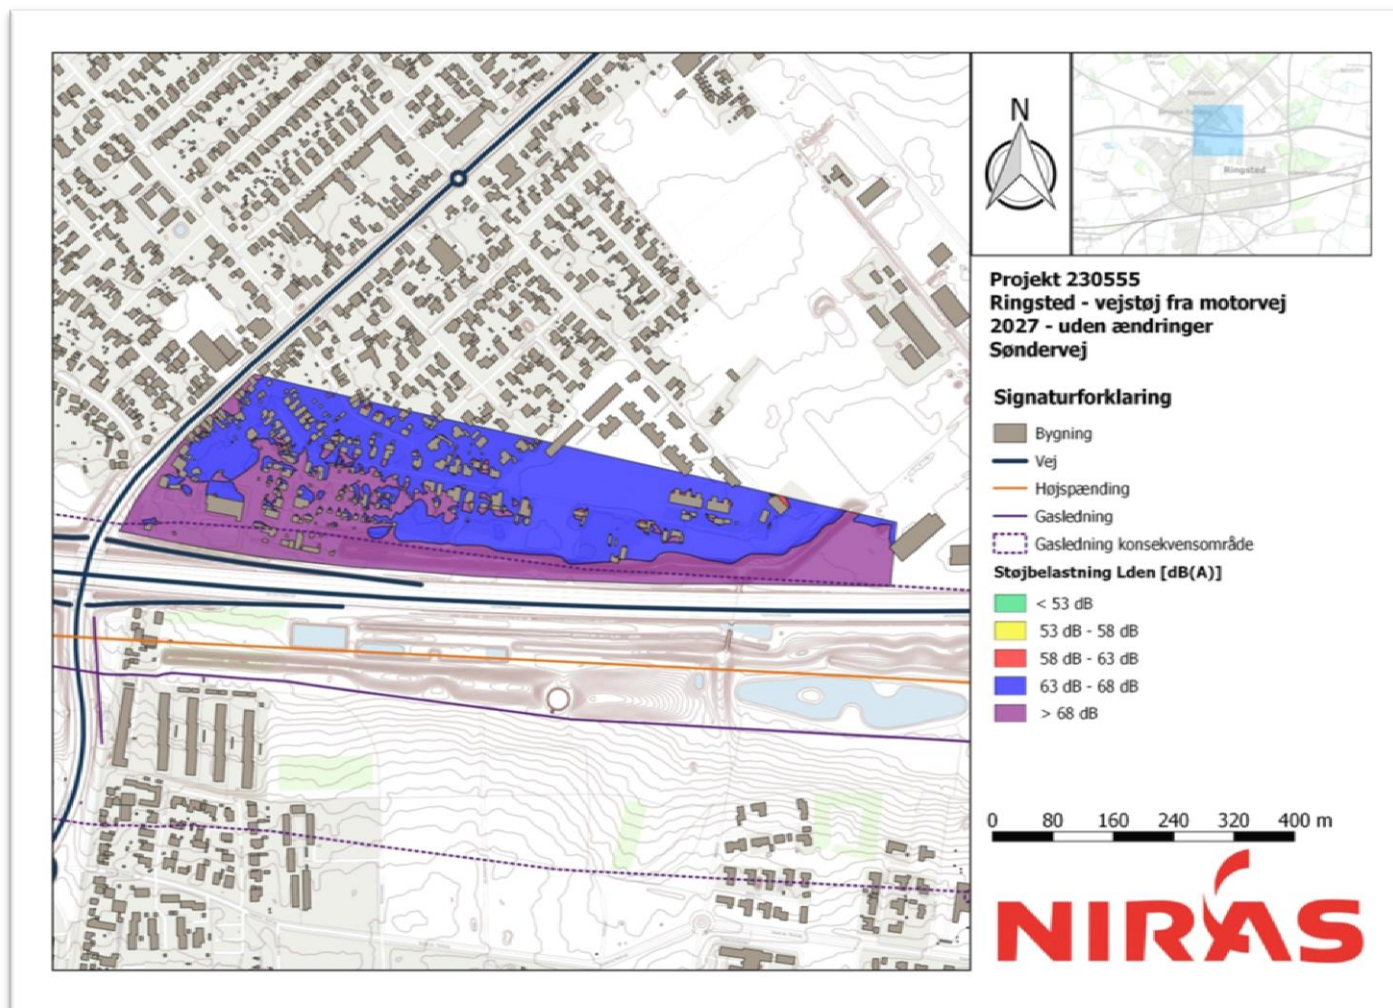 N
Ringsted
Projekt 230555
Ringsted - vejstøj fra motorvej
2027 - uden ændringer
Søndervej
Signaturforklaring
Bygning
Vej
Højspænding
Gasledning
Gasledning konsekvensområde
Støjbelastning Lden [dB(A)]
< 53 dB
53 dB - 58 dB
58 dB - 63 dB
63 dB - 68 dB
> 68 dB
0 80 160 240 320 400 m
NIRAS